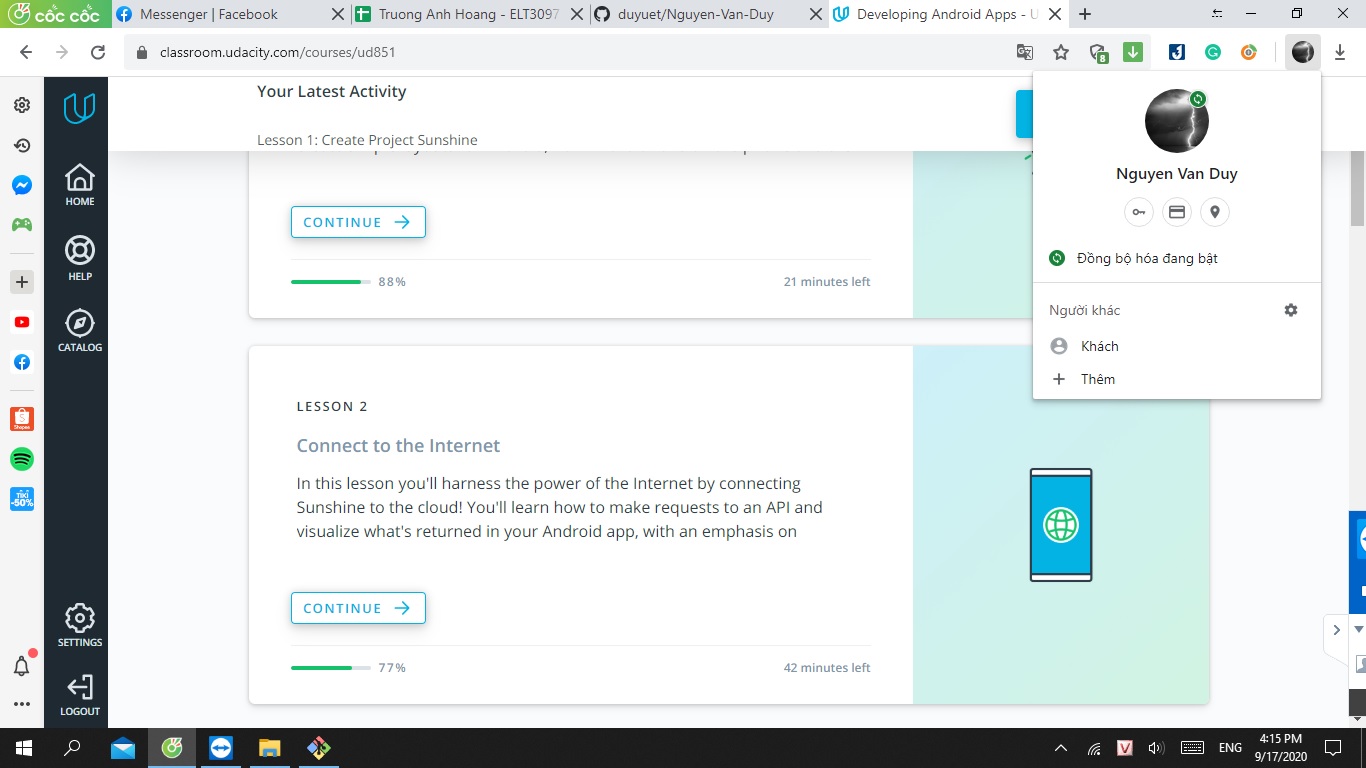 cốc cốc
Messenger | Facebook
Truong Anh Hoang - ELT3097
duyuet/Nguyen-Van-Duy
Developing Android Apps - U
classroom.udacity.com/courses/ud851
8
Your Latest Activity
Lesson 1: Create Project Sunshine
CONTINUE
88%
21 minutes left
LESSON 2
Connect to the Internet
In this lesson you'll harness the power of the Internet by connecting
Sunshine to the cloud! You'll learn how to make requests to an API and
visualize what's returned in your Android app, with an emphasis on
CONTINUE
77%
42 minutes left
HOME
HELP
CATALOG
SETTINGS
LOGOUT
Nguyen Van Duy
Đồng bộ hóa đang bật
Người khác
Khách
Thêm
Shopee
TIKI
-50%
ENG
4:15 PM
9/17/2020